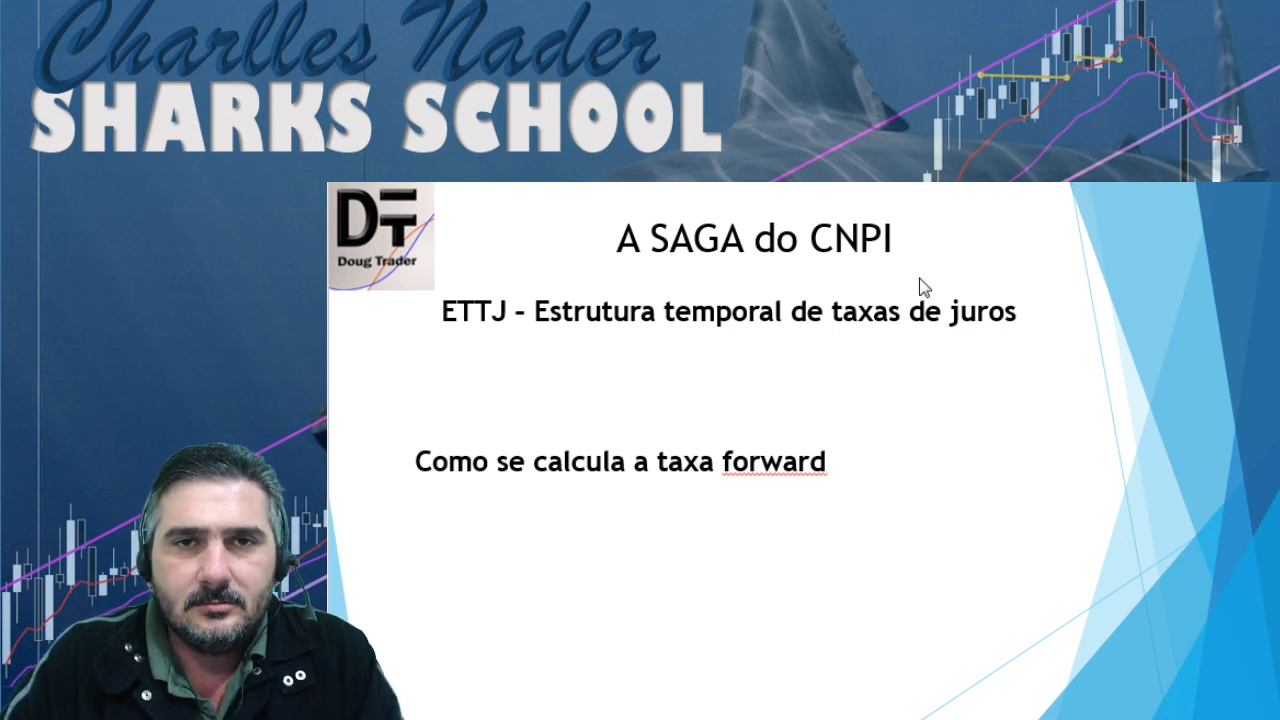 Charlles Nader
SHARKS SCHOOL
DT
Doug Trader
A SAGA do CNPI
ETTJ – Estrutura temporal de taxas de juros
Como se calcula a taxa forward